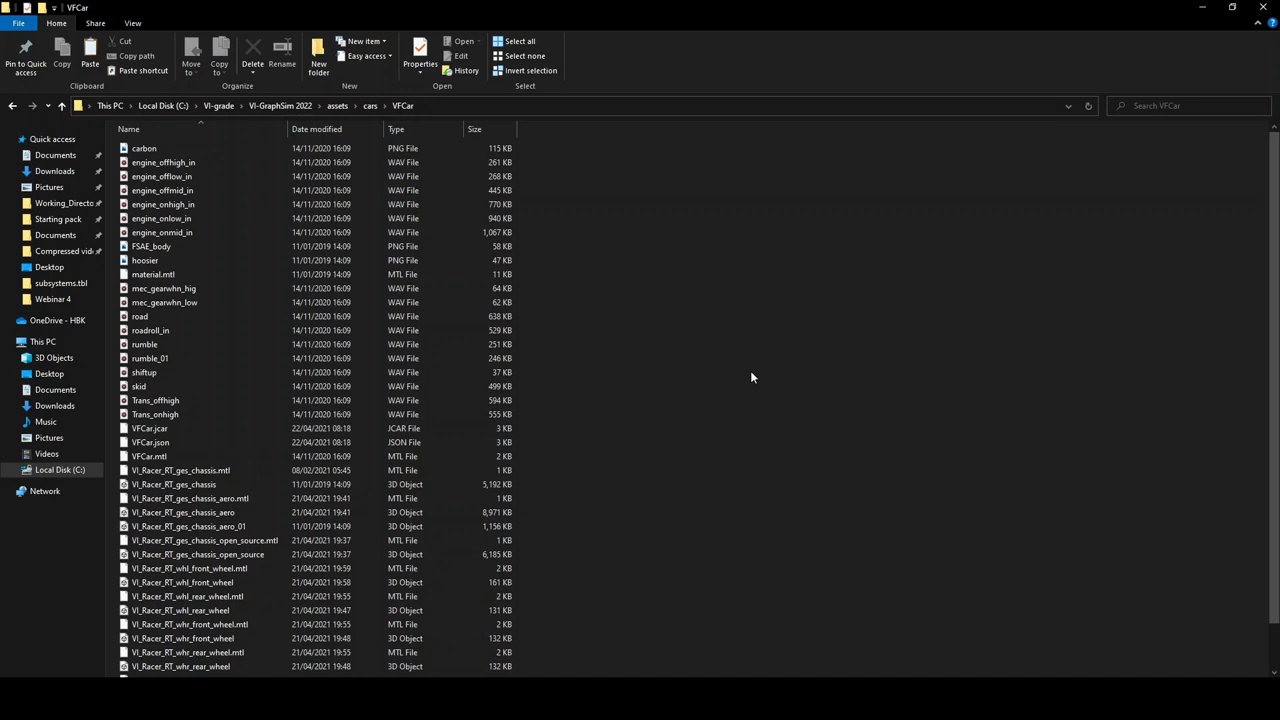 VFCar
File Home Share View
Pin to Quick access
Copy
Paste
Cut
Copy path
Paste shortcut
Clipboard
Move to
Copy to
Delete
Rename
Organize
New folder
New item
Easy access
New
Properties
Open
Edit
History
Open
Select all
Select none
Invert selection
Select
This PC Local Disk (C:) VI-grade VI-GraphSim 2022 assets cars VFCar
Search VFCar
Quick access
Documents
Downloads
Pictures
Working_Directo
Starting pack
Documents
Compressed vide
Desktop
subsystems.tbl
Webinar 4
OneDrive - HBK
This PC
3D Objects
Desktop
Documents
Downloads
Music
Pictures
Videos
Local Disk (C:)
Network
Name Date modified Type Size
carbon 14/11/2020 16:09 PNG File 115 KB
engine_offhigh_in 14/11/2020 16:09 WAV File 261 KB
engine_offlow_in 14/11/2020 16:09 WAV File 268 KB
engine_offmid_in 14/11/2020 16:09 WAV File 445 KB
engine_onhigh_in 14/11/2020 16:09 WAV File 770 KB
engine_onlow_in 14/11/2020 16:09 WAV File 940 KB
engine_onmid_in 14/11/2020 16:09 WAV File 1,067 KB
FSAE_body 11/01/2019 14:09 PNG File 58 KB
hoosier 11/01/2019 14:09 PNG File 47 KB
material.mtl 11/01/2019 14:09 MTL File 11 KB
mec_gearwhn_hig 14/11/2020 16:09 WAV File 64 KB
mec_gearwhn_low 14/11/2020 16:09 WAV File 62 KB
road 14/11/2020 16:09 WAV File 638 KB
roadroll_in 14/11/2020 16:09 WAV File 529 KB
rumble 14/11/2020 16:09 WAV File 251 KB
rumble_01 14/11/2020 16:09 WAV File 246 KB
shiftup 14/11/2020 16:09 WAV File 37 KB
skid 14/11/2020 16:09 WAV File 499 KB
Trans_offhigh 14/11/2020 16:09 WAV File 594 KB
Trans_onhigh 14/11/2020 16:09 WAV File 555 KB
VFCar.jcar 22/04/2021 08:18 JCAR File 3 KB
VFCar.json 22/04/2021 08:18 JSON File 3 KB
VFCar.mtl 14/11/2020 16:09 MTL File 2 KB
VI_Racer_RT_ges_chassis.mtl 08/02/2021 05:45 MTL File 1 KB
VI_Racer_RT_ges_chassis 11/01/2019 14:09 3D Object 5,192 KB
VI_Racer_RT_ges_chassis_aero.mtl 21/04/2021 19:41 MTL File 1 KB
VI_Racer_RT_ges_chassis_aero 21/04/2021 19:41 3D Object 8,971 KB
VI_Racer_RT_ges_chassis_aero_01 11/01/2019 14:09 3D Object 1,156 KB
VI_Racer_RT_ges_chassis_open_source.mtl 21/04/2021 19:37 MTL File 1 KB
VI_Racer_RT_ges_chassis_open_source 21/04/2021 19:37 3D Object 6,185 KB
VI_Racer_RT_whl_front_wheel.mtl 21/04/2021 19:59 MTL File 2 KB
VI_Racer_RT_whl_front_wheel 21/04/2021 19:58 3D Object 161 KB
VI_Racer_RT_whl_rear_wheel.mtl 21/04/2021 19:55 MTL File 2 KB
VI_Racer_RT_whl_rear_wheel 21/04/2021 19:47 3D Object 131 KB
VI_Racer_RT_whr_front_wheel.mtl 21/04/2021 19:55 MTL File 2 KB
VI_Racer_RT_whr_front_wheel 21/04/2021 19:48 3D Object 132 KB
VI_Racer_RT_whr_rear_wheel.mtl 21/04/2021 19:55 MTL File 2 KB
VI_Racer_RT_whr_rear_wheel 21/04/2021 19:48 3D Object 132 KB